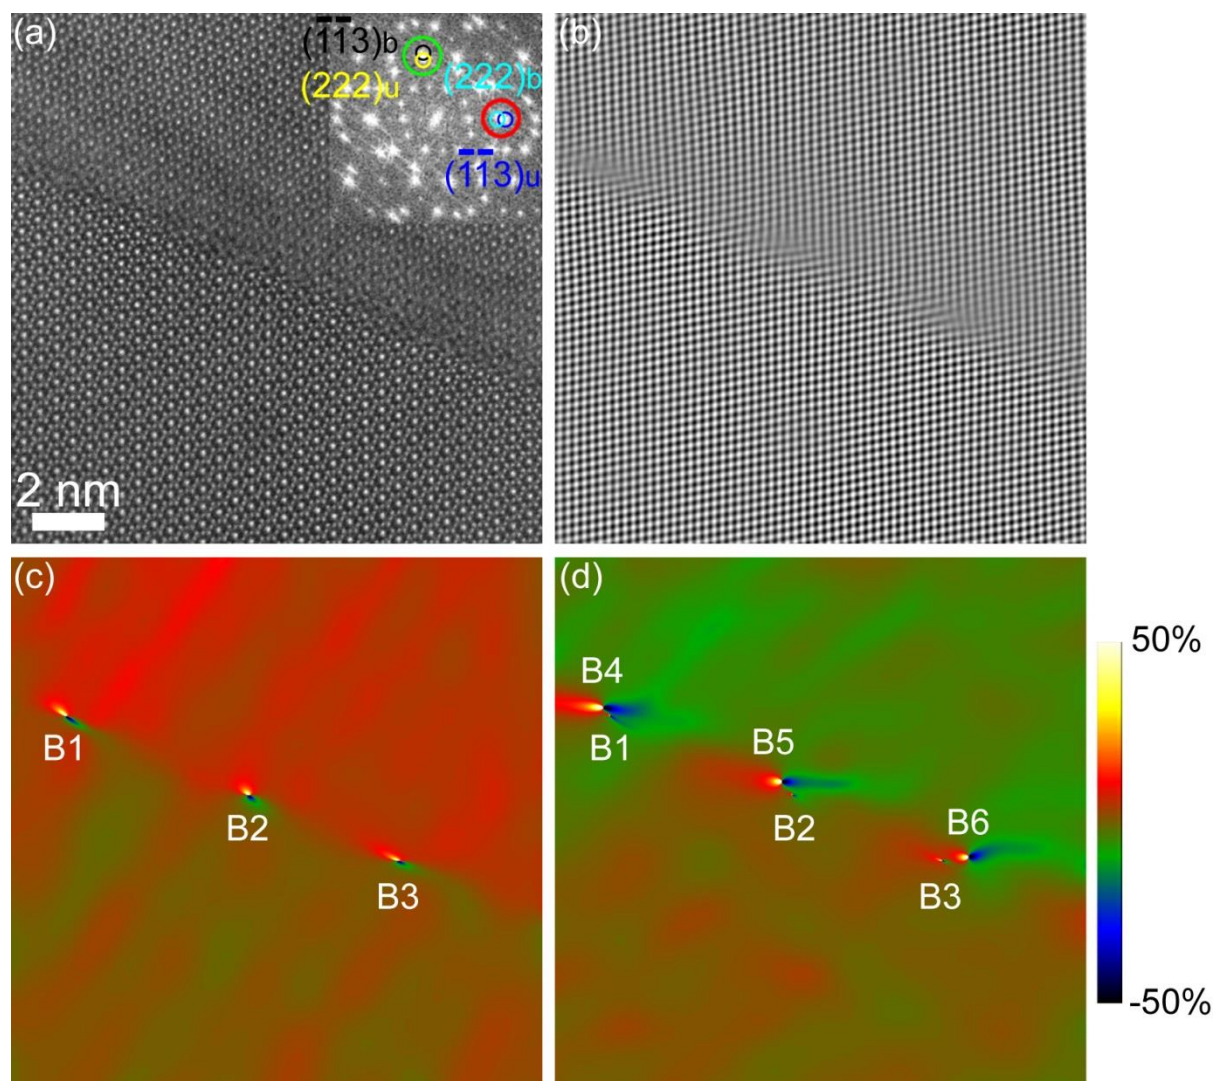 (a)
(1̅1̅3)b
(222)u
(222)b
(1̅1̅3)u
2 nm
(b)
(c)
B1
B2
B3
(d)
B4
B1
B5
B2
B6
B3
50%
-50%